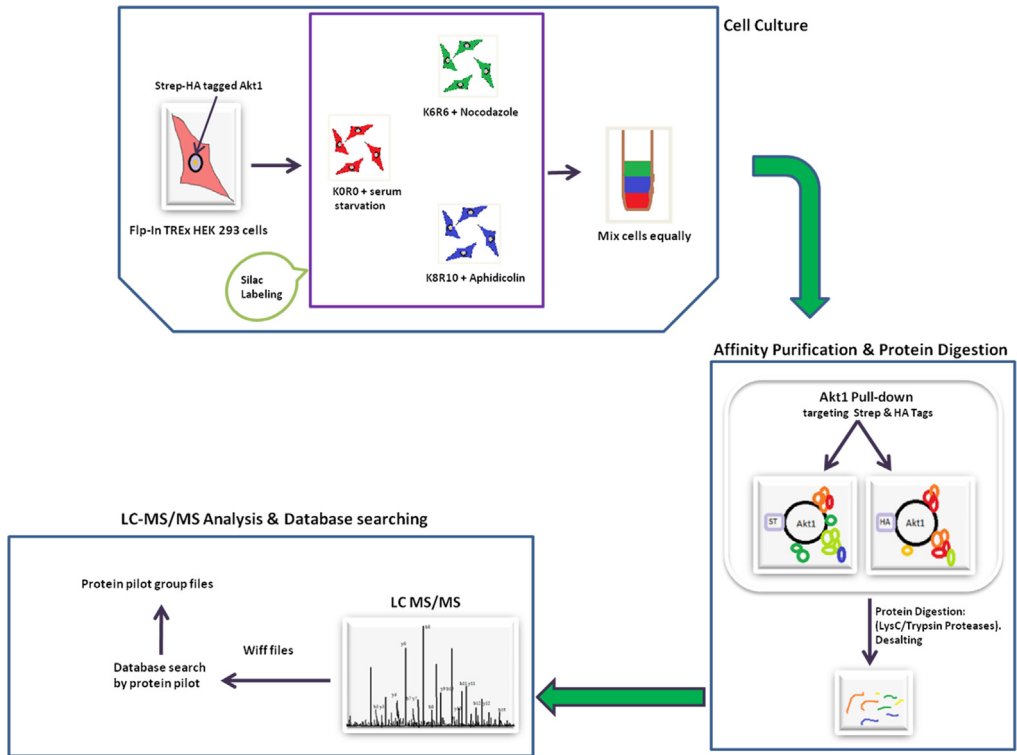 Cell Culture
Strep-HA tagged Akt1
Flp-In TREx HEK 293 cells
Silac
Labeling
K6R6 + Nocodazole
K0R0 + serum
starvation
K8R10 + Aphidicolin
Mix cells equally
Affinity Purification & Protein Digestion
Akt1 Pull-down
targeting Strep & HA Tags
ST
Akt1
HA
Akt1
Protein Digestion:
(LysC/Trypsin Proteases).
Desalting
LC-MS/MS Analysis & Database searching
LC MS/MS
Wiff files
Database search
by protein pilot
Protein pilot group files